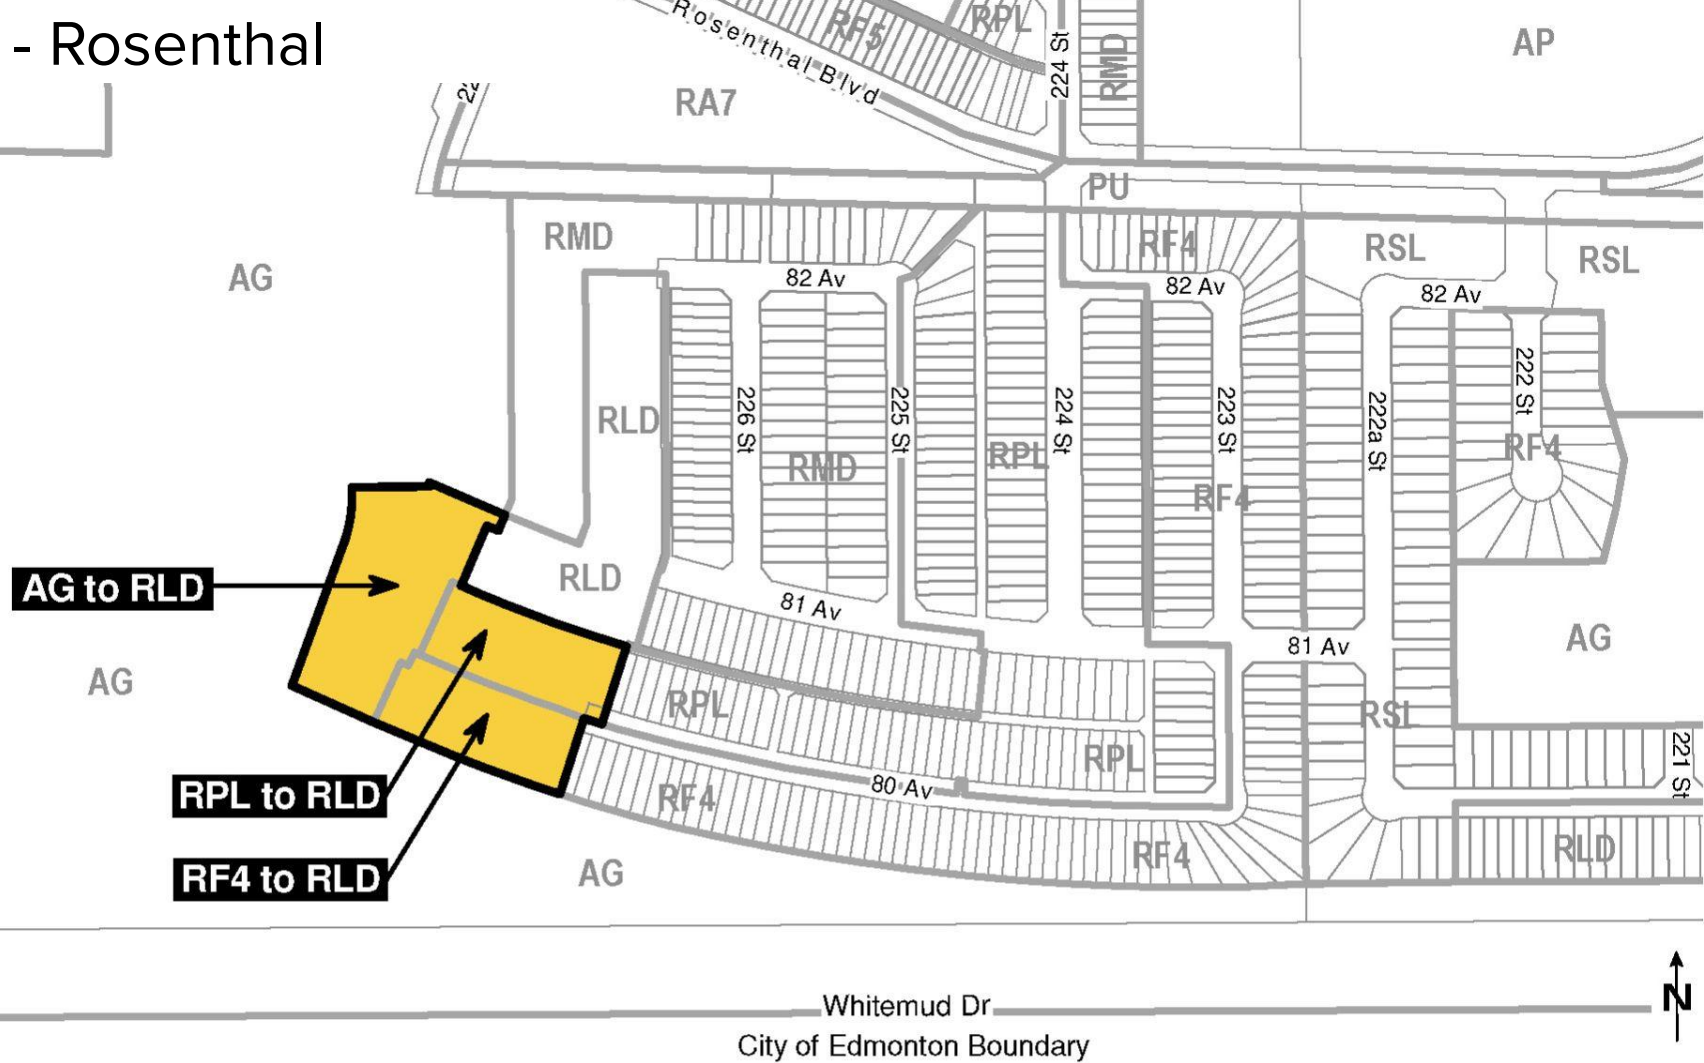 - Rosenthal
RF5
RPL
224 St
RMD
AP
Rosenthal Blvd
RA7
PU
RMD
RF4
RSL
RSL
AG
82 Av
82 Av
82 Av
222 St
RLD
226 St
225 St
224 St
223 St
222a St
RMD
RPL
RF4
RF4
AG to RLD
RLD
81 Av
81 Av
AG
AG
RPL
RSL
RPL
221 St
RPL to RLD
80 Av
RF4
RF4
RLD
RF4 to RLD
AG
N
Whitemud Dr
City of Edmonton Boundary